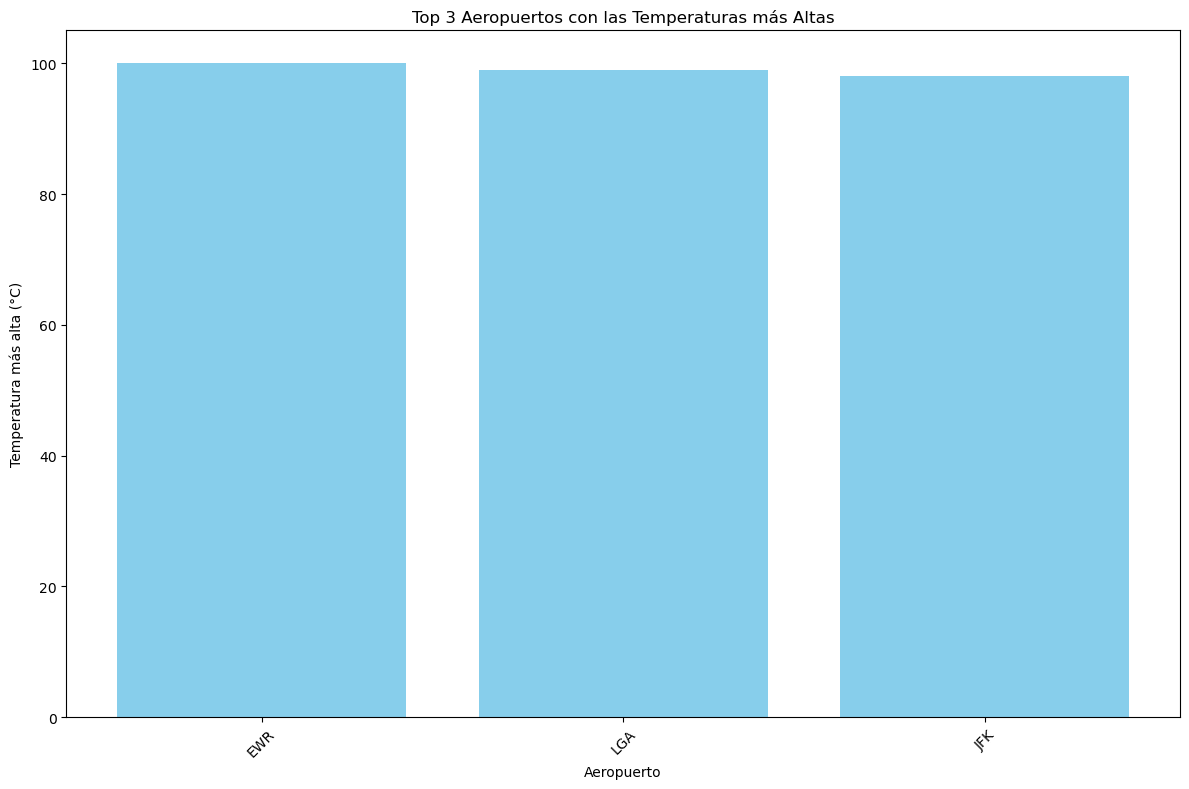 Top 3 Aeropuertos con las Temperaturas más Altas
Temperatura más alta (°C)
100
80
60
40
20
0
EWR
LGA
JFK
Aeropuerto